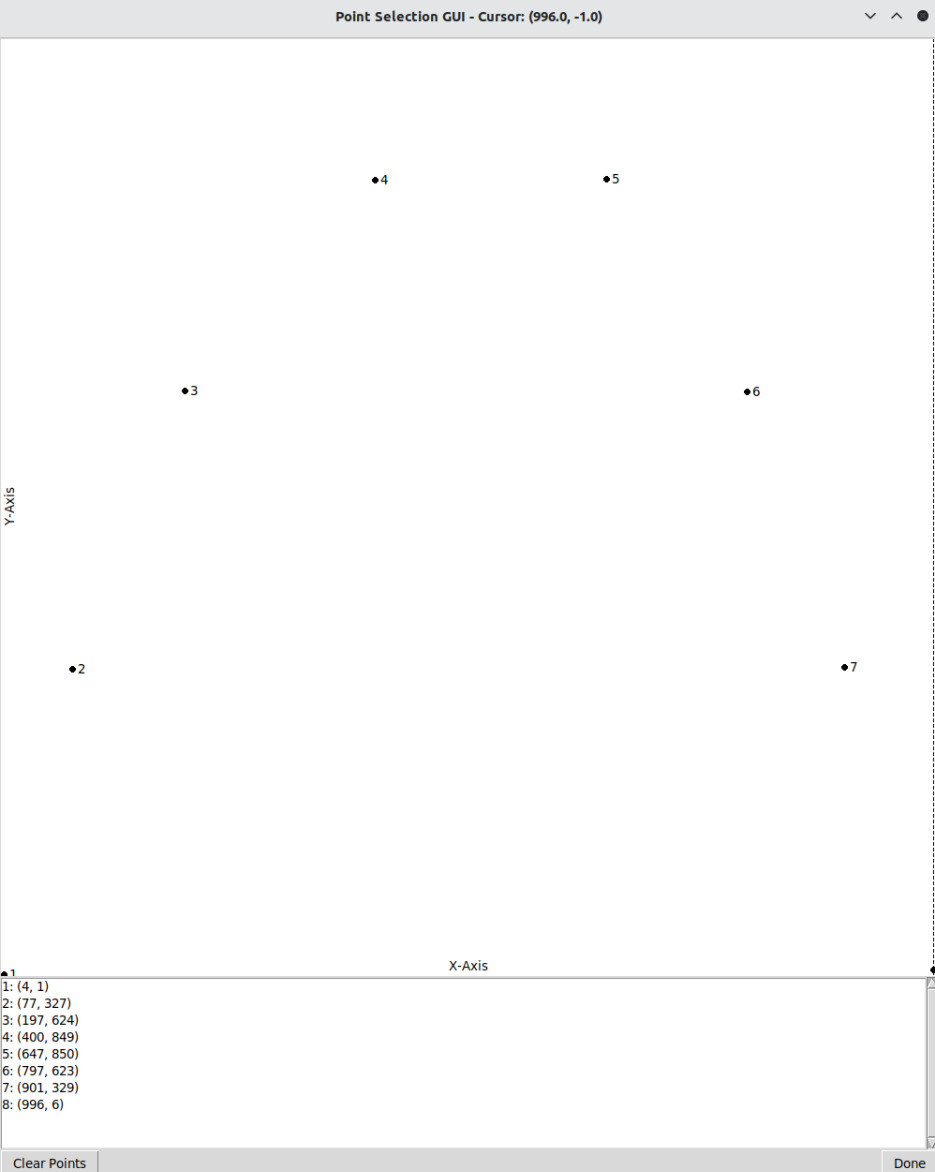 Point Selection GUI - Cursor: (996.0, -1.0)
4
5
3
6
Y-Axis
2
7
X-Axis
1
1: (4, 1)
2: (77, 327)
3: (197, 624)
4: (400, 849)
5: (647, 850)
6: (797, 623)
7: (901, 329)
8: (996, 6)
Clear Points
Done